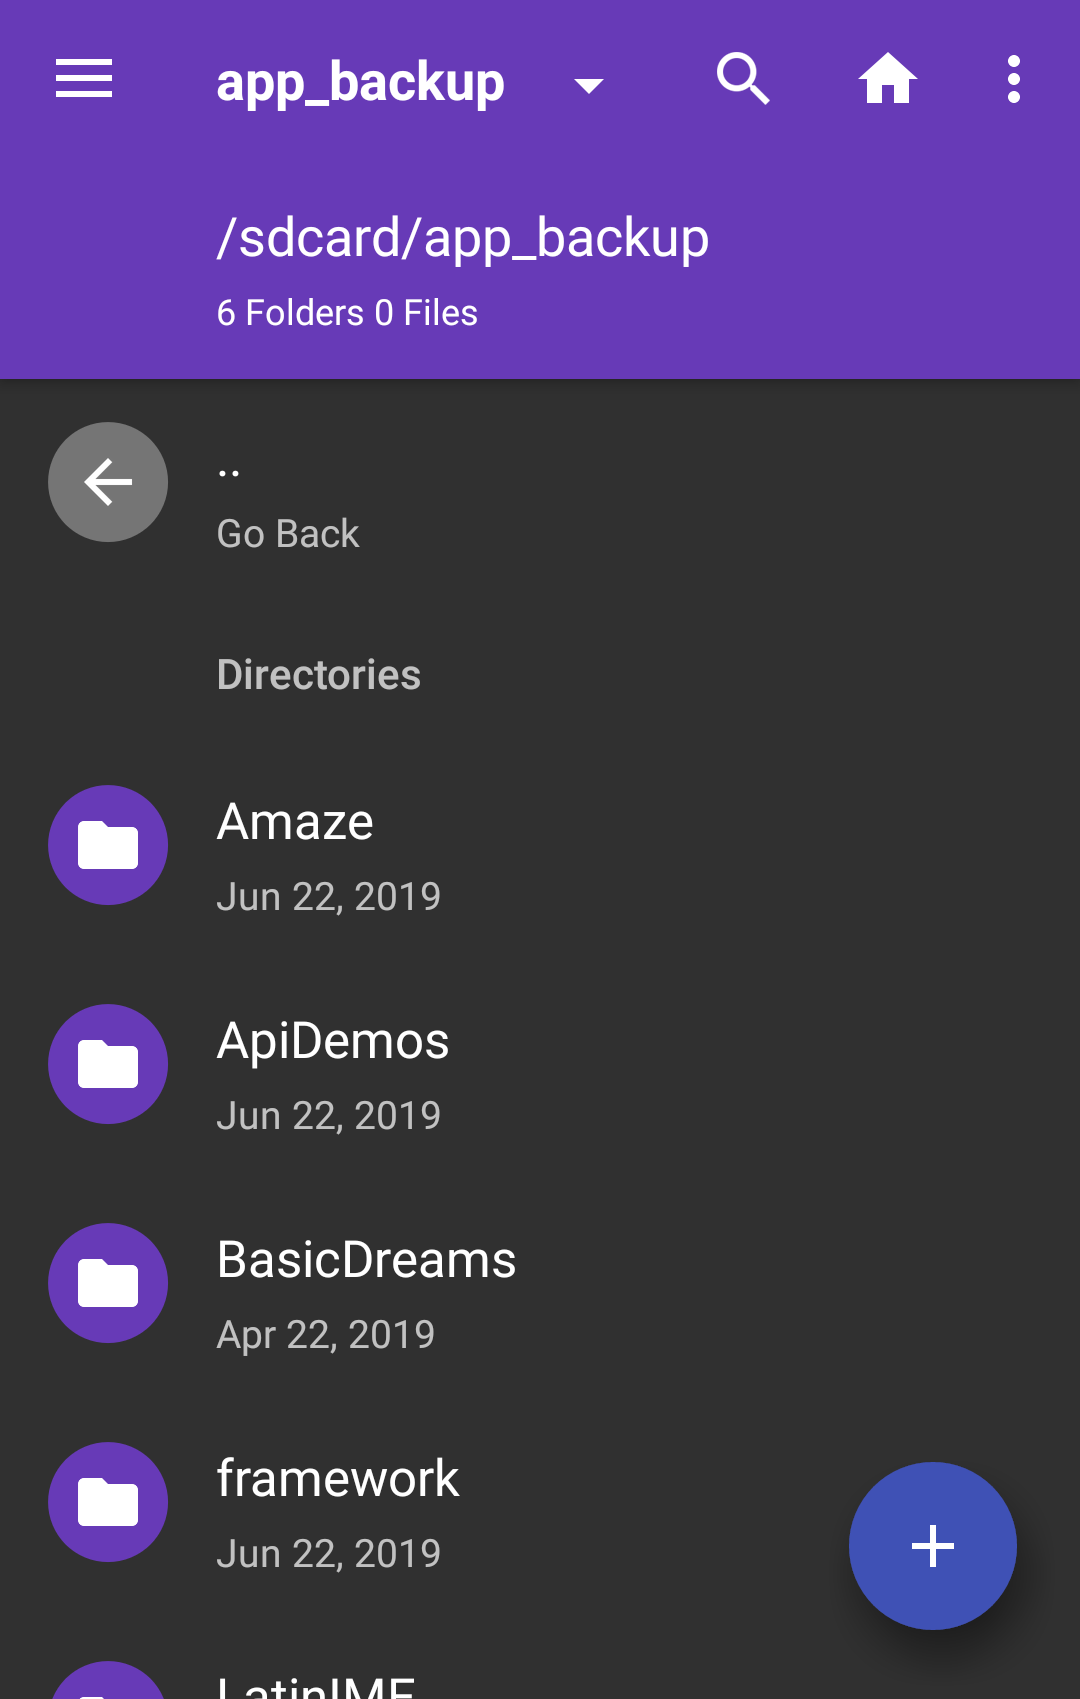 app_backup
/sdcard/app_backup
6 Folders 0 Files
..
Go Back
Directories
Amaze
Jun 22, 2019
ApiDemos
Jun 22, 2019
BasicDreams
Apr 22, 2019
framework
Jun 22, 2019
LatinIME